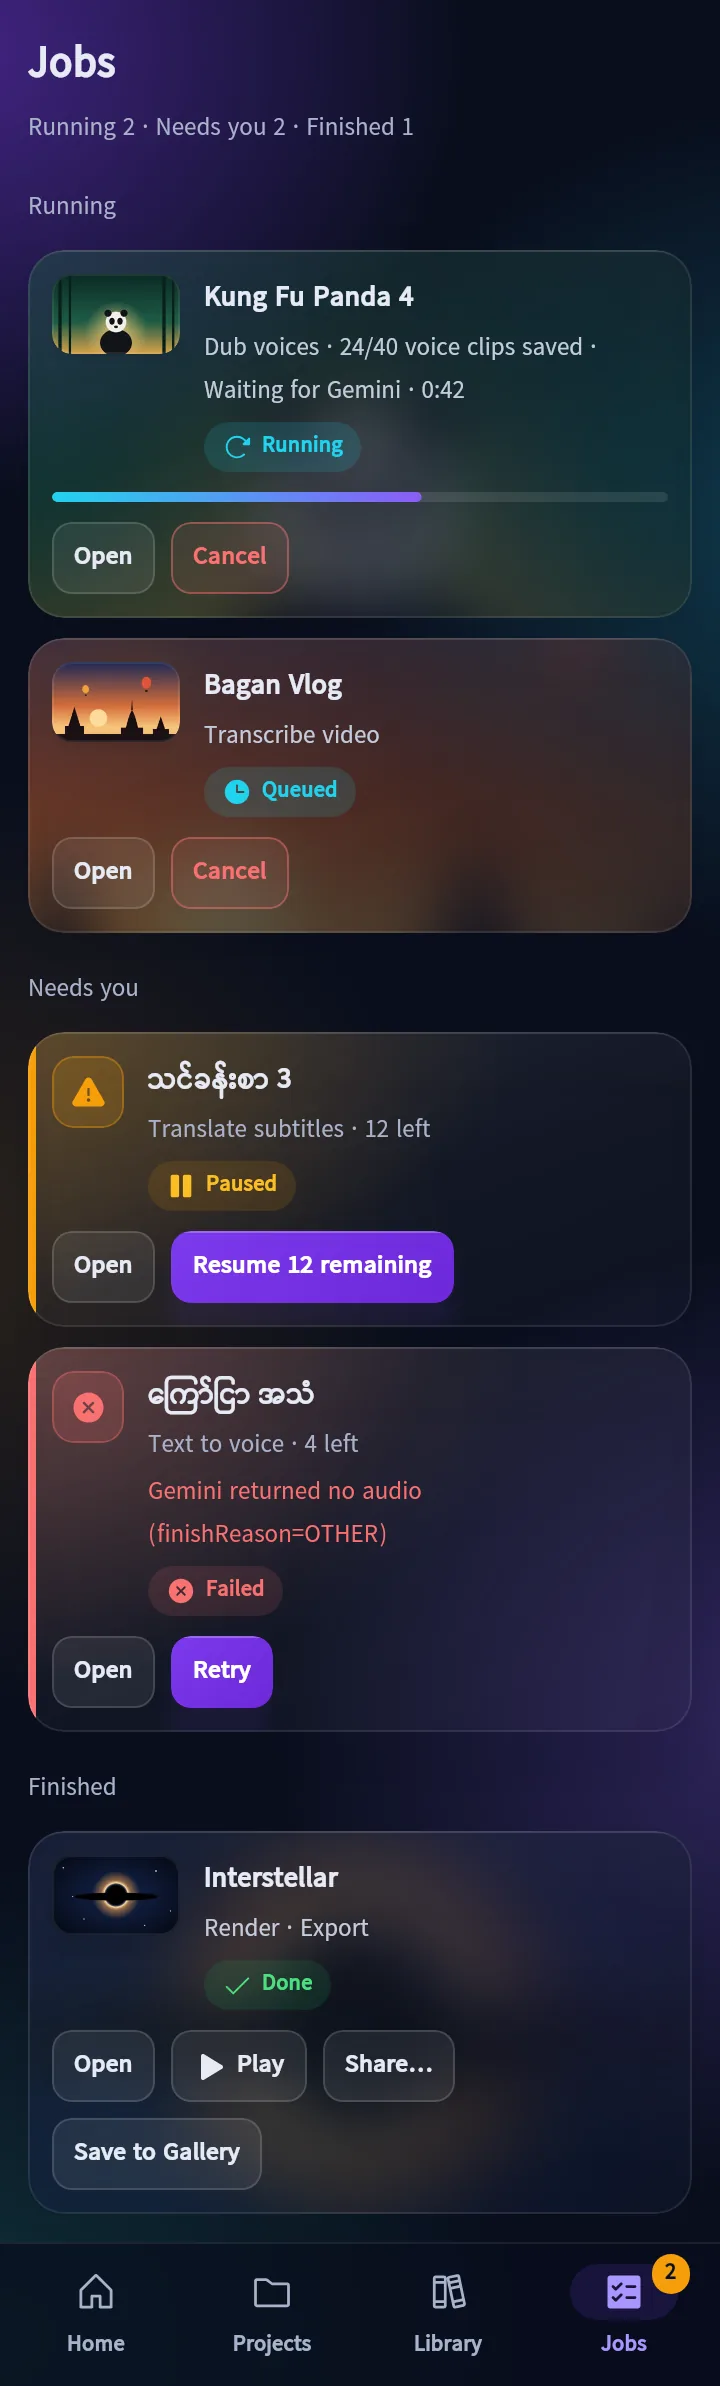 Jobs
Running 2 · Needs you 2 · Finished 1
Running
Kung Fu Panda 4
Dub voices · 24/40 voice clips saved ·
Waiting for Gemini · 0:42
Running
Open
Cancel
Bagan Vlog
Transcribe video
Queued
Open
Cancel
Needs you
သင်ခန်းစာ 3
Translate subtitles · 12 left
Paused
Open
Resume 12 remaining
ကြော်ငြာ အသံ
Text to voice · 4 left
Gemini returned no audio
(finishReason=OTHER)
Failed
Open
Retry
Finished
Interstellar
Render · Export
Done
Open
Play
Share...
Save to Gallery
2
Home
Projects
Library
Jobs